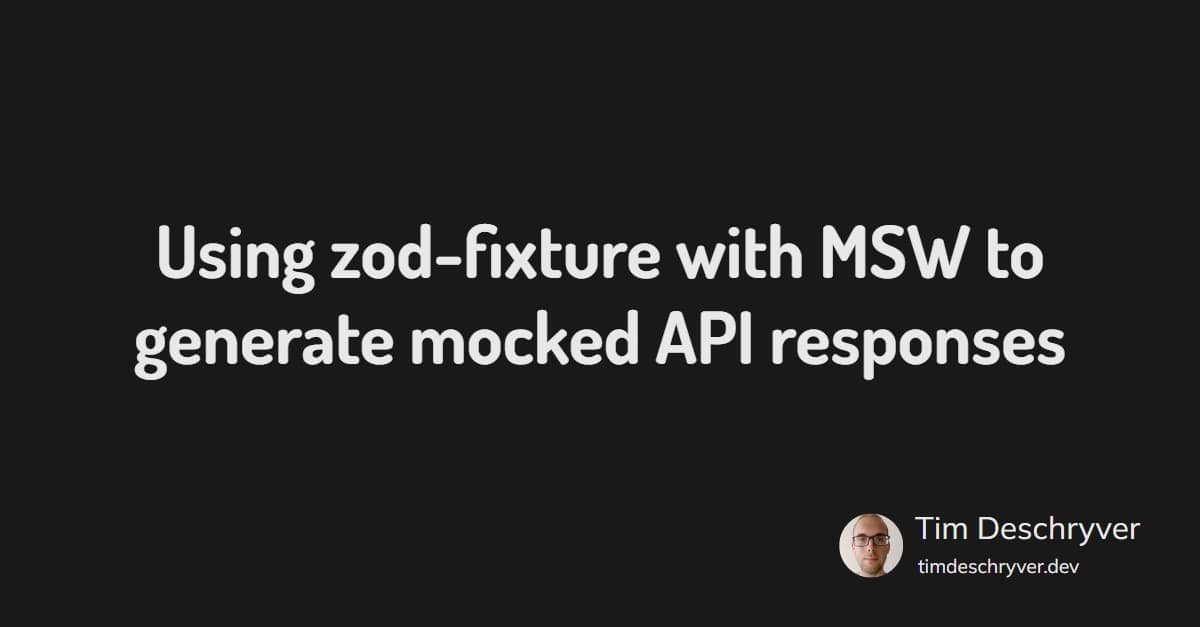 Using zod-fixture with MSW to
generate mocked API responses
Tim Deschryver
timdeschryver.dev